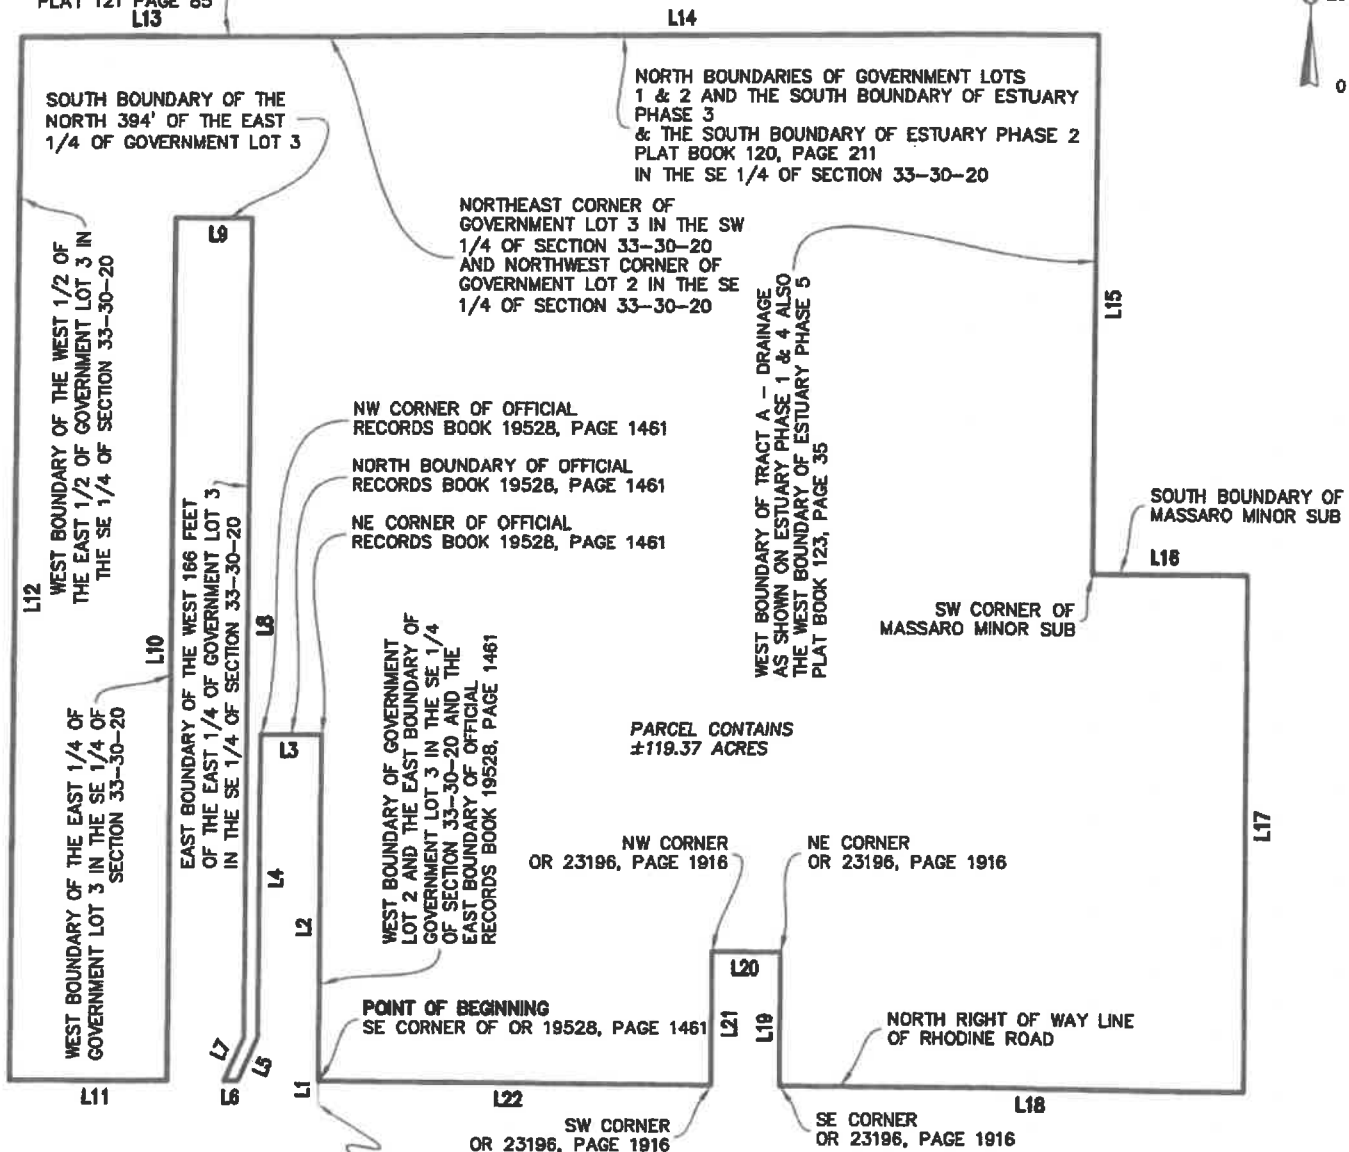 PLAT 121 PAGE 85
L13
L14
0
SOUTH BOUNDARY OF THE
NORTH 394' OF THE EAST
1/4 OF GOVERNMENT LOT 3
NORTH BOUNDARIES OF GOVERNMENT LOTS
1 & 2 AND THE SOUTH BOUNDARY OF ESTUARY
PHASE 3
& THE SOUTH BOUNDARY OF ESTUARY PHASE 2
PLAT BOOK 120, PAGE 211
IN THE SE 1/4 OF SECTION 33-30-20
NORTHEAST CORNER OF
GOVERNMENT LOT 3 IN THE SW
1/4 OF SECTION 33-30-20
AND NORTHWEST CORNER OF
GOVERNMENT LOT 2 IN THE SE
1/4 OF SECTION 33-30-20
L9
WEST BOUNDARY OF THE WEST 1/2 OF
THE EAST 1/2 OF GOVERNMENT LOT 3 IN
THE SE 1/4 OF SECTION 33-30-20
WEST BOUNDARY OF TRACT A - DRAINAGE
AS SHOWN ON ESTUARY PHASE 1 & 4 ALSO
THE WEST BOUNDARY OF ESTUARY PHASE 5
PLAT BOOK 123, PAGE 35
L15
NW CORNER OF OFFICIAL
RECORDS BOOK 19528, PAGE 1461
NORTH BOUNDARY OF OFFICIAL
RECORDS BOOK 19528, PAGE 1461
NE CORNER OF OFFICIAL
RECORDS BOOK 19528, PAGE 1461
SOUTH BOUNDARY OF
MASSARO MINOR SUB
L16
SW CORNER OF
MASSARO MINOR SUB
L12
L10
L8
EAST BOUNDARY OF THE WEST 166 FEET
OF THE EAST 1/4 OF GOVERNMENT LOT 3
IN THE SE 1/4 OF SECTION 33-30-20
WEST BOUNDARY OF THE EAST 1/4 OF
GOVERNMENT LOT 3 IN THE SE 1/4 OF
SECTION 33-30-20
WEST BOUNDARY OF GOVERNMENT
LOT 2 AND THE EAST BOUNDARY OF
GOVERNMENT LOT 3 IN THE SE 1/4
OF SECTION 33-30-20 AND THE
EAST BOUNDARY OF OFFICIAL
RECORDS BOOK 19528, PAGE 1461
L3
PARCEL CONTAINS
±119.37 ACRES
L4
L2
L17
NW CORNER
OR 23196, PAGE 1916
NE CORNER
OR 23196, PAGE 1916
L20
POINT OF BEGINNING
SE CORNER OF OR 19528, PAGE 1461
L21
L19
NORTH RIGHT OF WAY LINE
OF RHODINE ROAD
L7
L5
L11
L6
L1
L22
L18
SW CORNER
OR 23196, PAGE 1916
SE CORNER
OR 23196, PAGE 1916